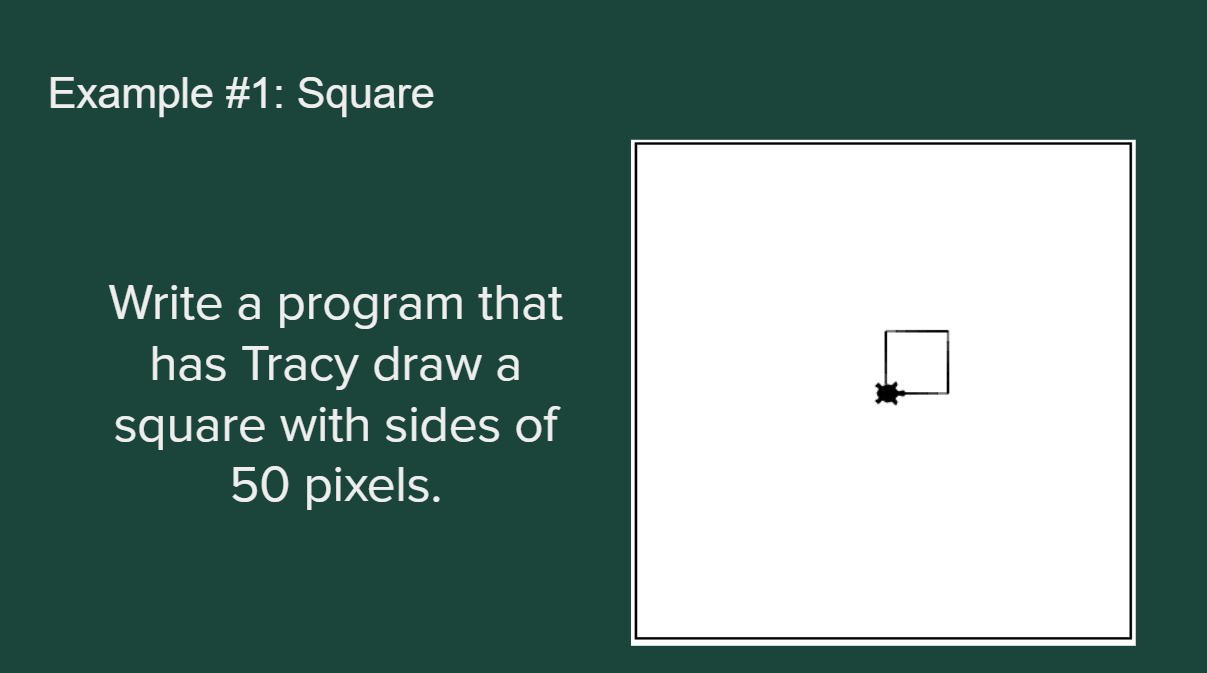 Example #1: Square
Write a program that
has Tracy draw a
square with sides of
50 pixels.